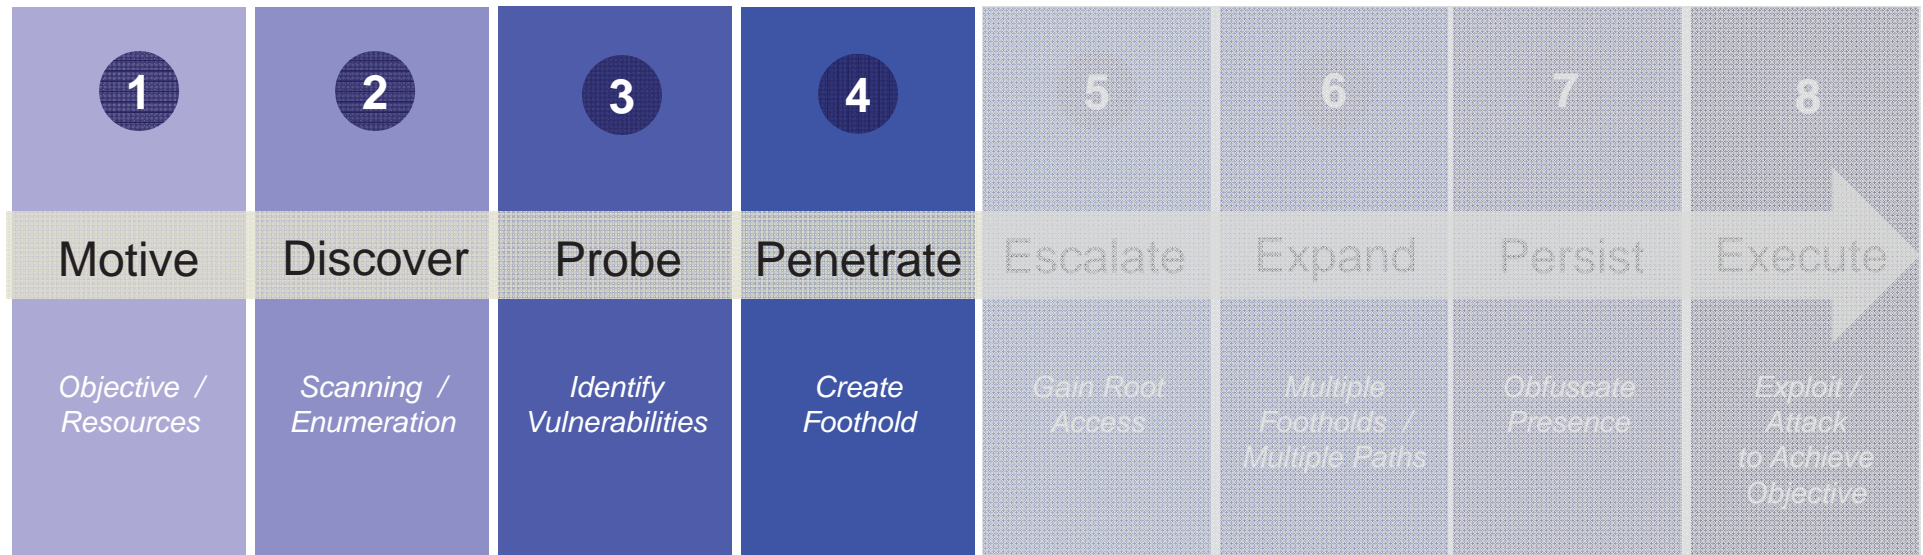 1
2
3
4
5
6
7
8
Motive
Discover
Probe
Penetrate
Escalate
Expand
Persist
Execute
Objective /
Resources
Scanning /
Enumeration
Identify
Vulnerabilities
Create
Foothold
Gain Root
Access
Multiple
Footholds /
Multiple Paths
Obfuscate
Presence
Exploit /
Attack
to Achieve
Objective